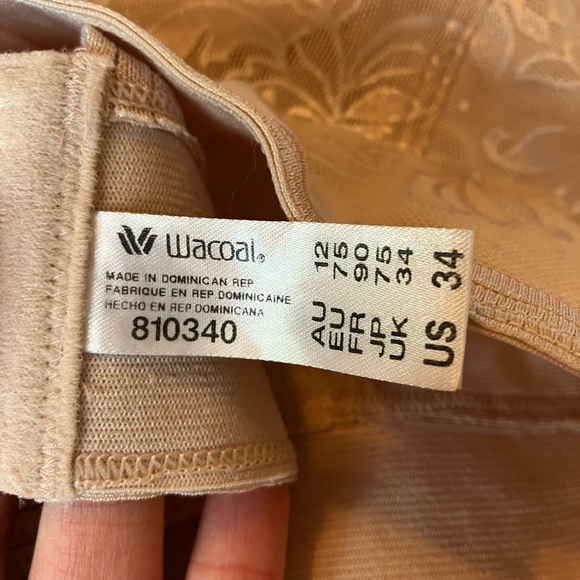 Wacoal®
MADE IN DOMINICAN REP
FABRIQUE EN REP. DOMINICAINE
HECHO EN REP. DOMINICANA
810340
AU 12
EU 75
FR 90
JP 75
UK 34
US 34